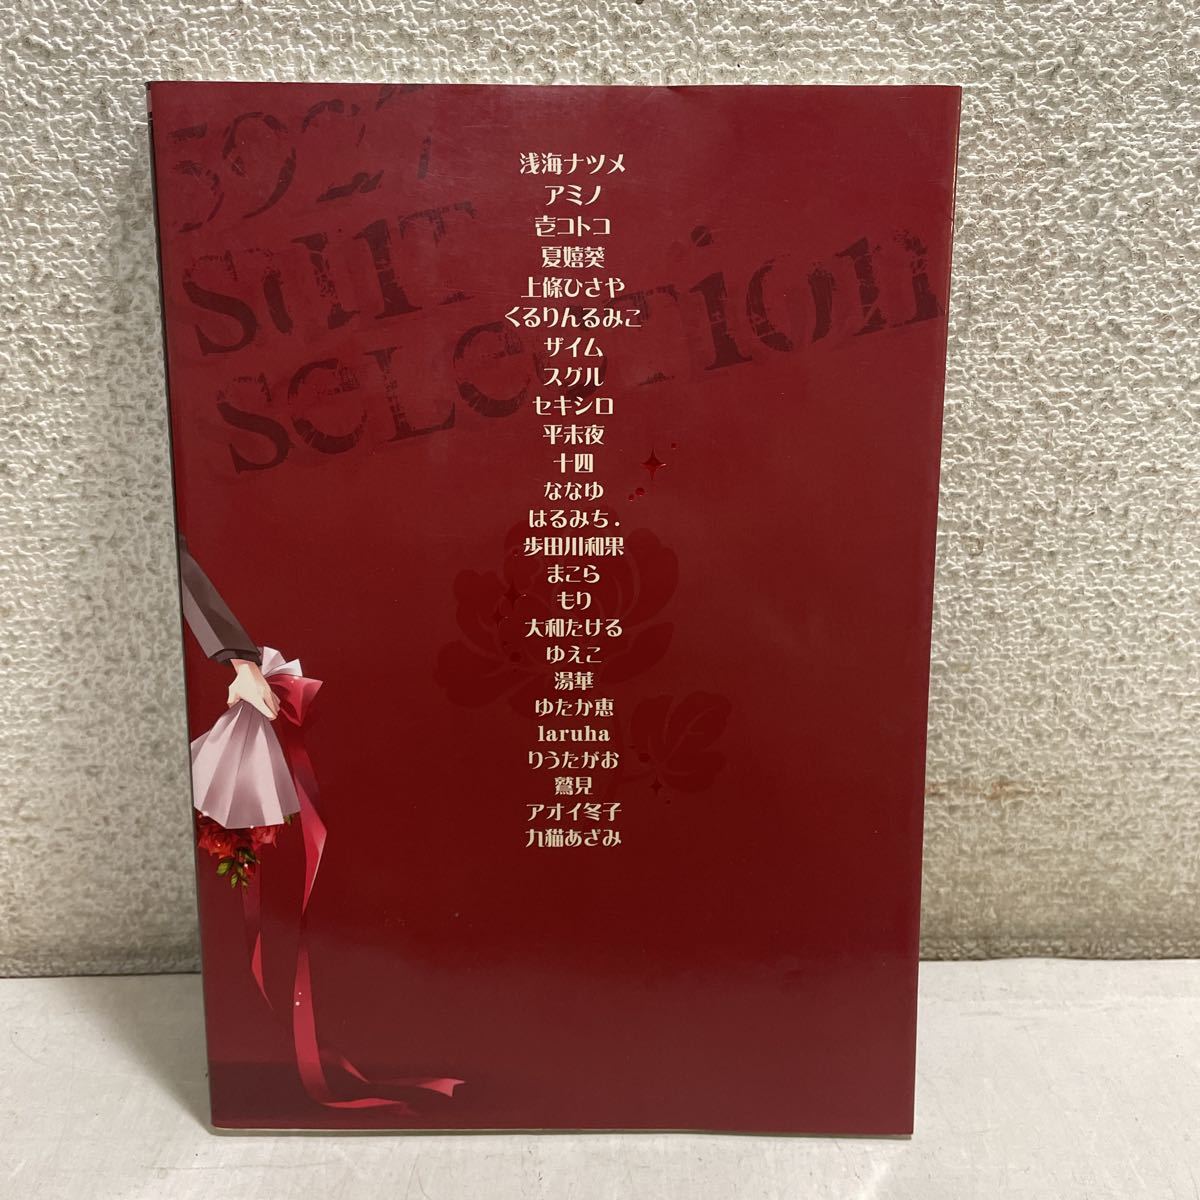 5927
SUIT
SeLection
浅海ナツメ
アミノ
壱コトコ
夏嬉葵
上條ひさや
くるりんるみこ
ザイム
スグル
セキシロ
平未夜
十四
ななゆ
はるみち.
歩田川和果
まこら
もり
大和たける
ゆえこ
湯華
ゆたか恵
laruha
りうたがお
鷲見
アオイ冬子
九猫あざみ